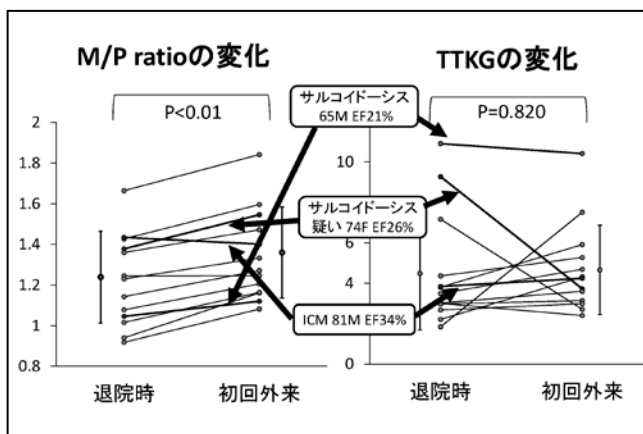 M/P ratioの変化
TTKGの変化
P<0.01
P=0.820
サルコイドーシス
65M EF21%
サルコイドーシス
疑い 74F EF26%
ICM 81M EF34%
2
1.8
1.6
1.4
1.2
1
0.8
10
6
4
2
0
退院時
初回外来
退院時
初回外来